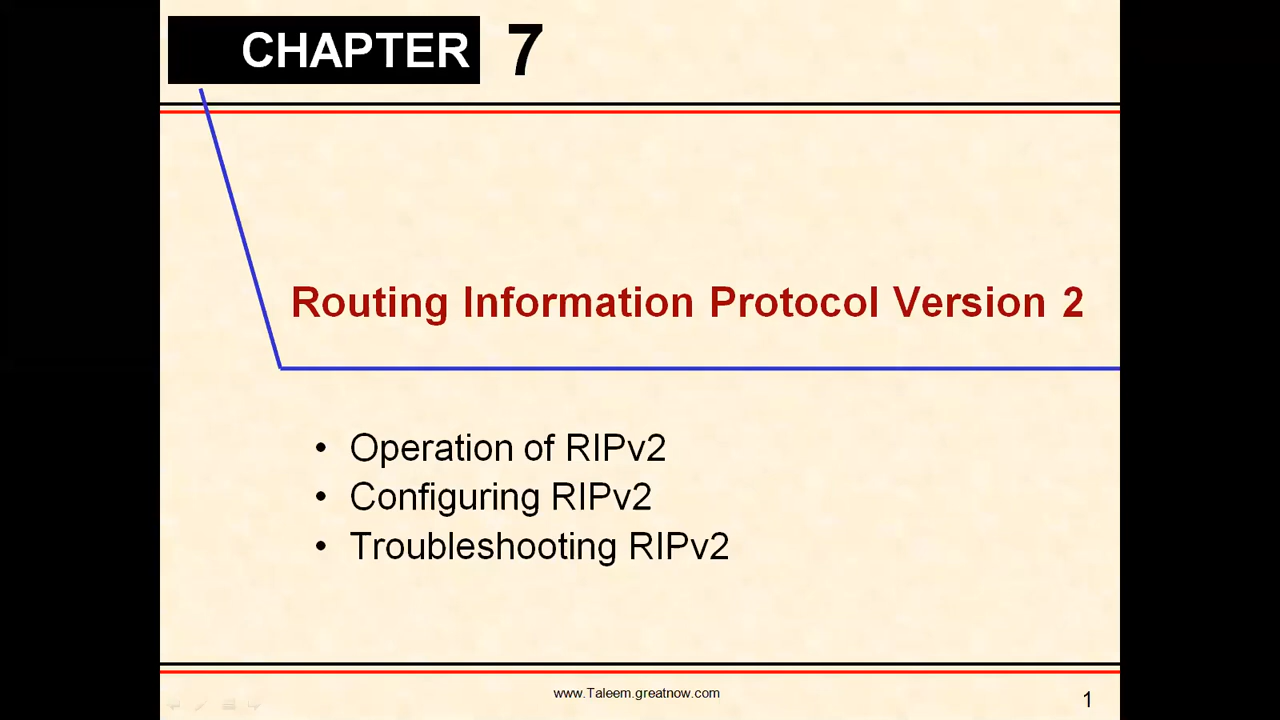 CHAPTER 7
Routing Information Protocol Version 2
• Operation of RIPv2
• Configuring RIPv2
• Troubleshooting RIPv2
www.Taleem.greatnow.com
1